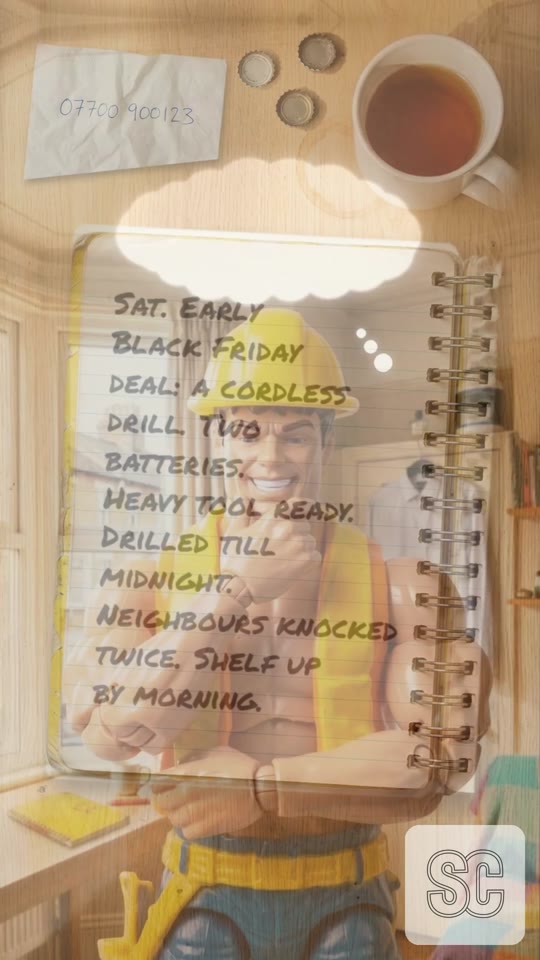 07700 900123
SAT. EARLY
BLACK FRIDAY
DEAL: A CORDLESS
DRILL. TWO
BATTERIES.
HEAVY TOOL READY.
DRILLED TILL
MIDNIGHT.
NEIGHBOURS KNOCKED
TWICE. SHELF UP
BY MORNING.
SC